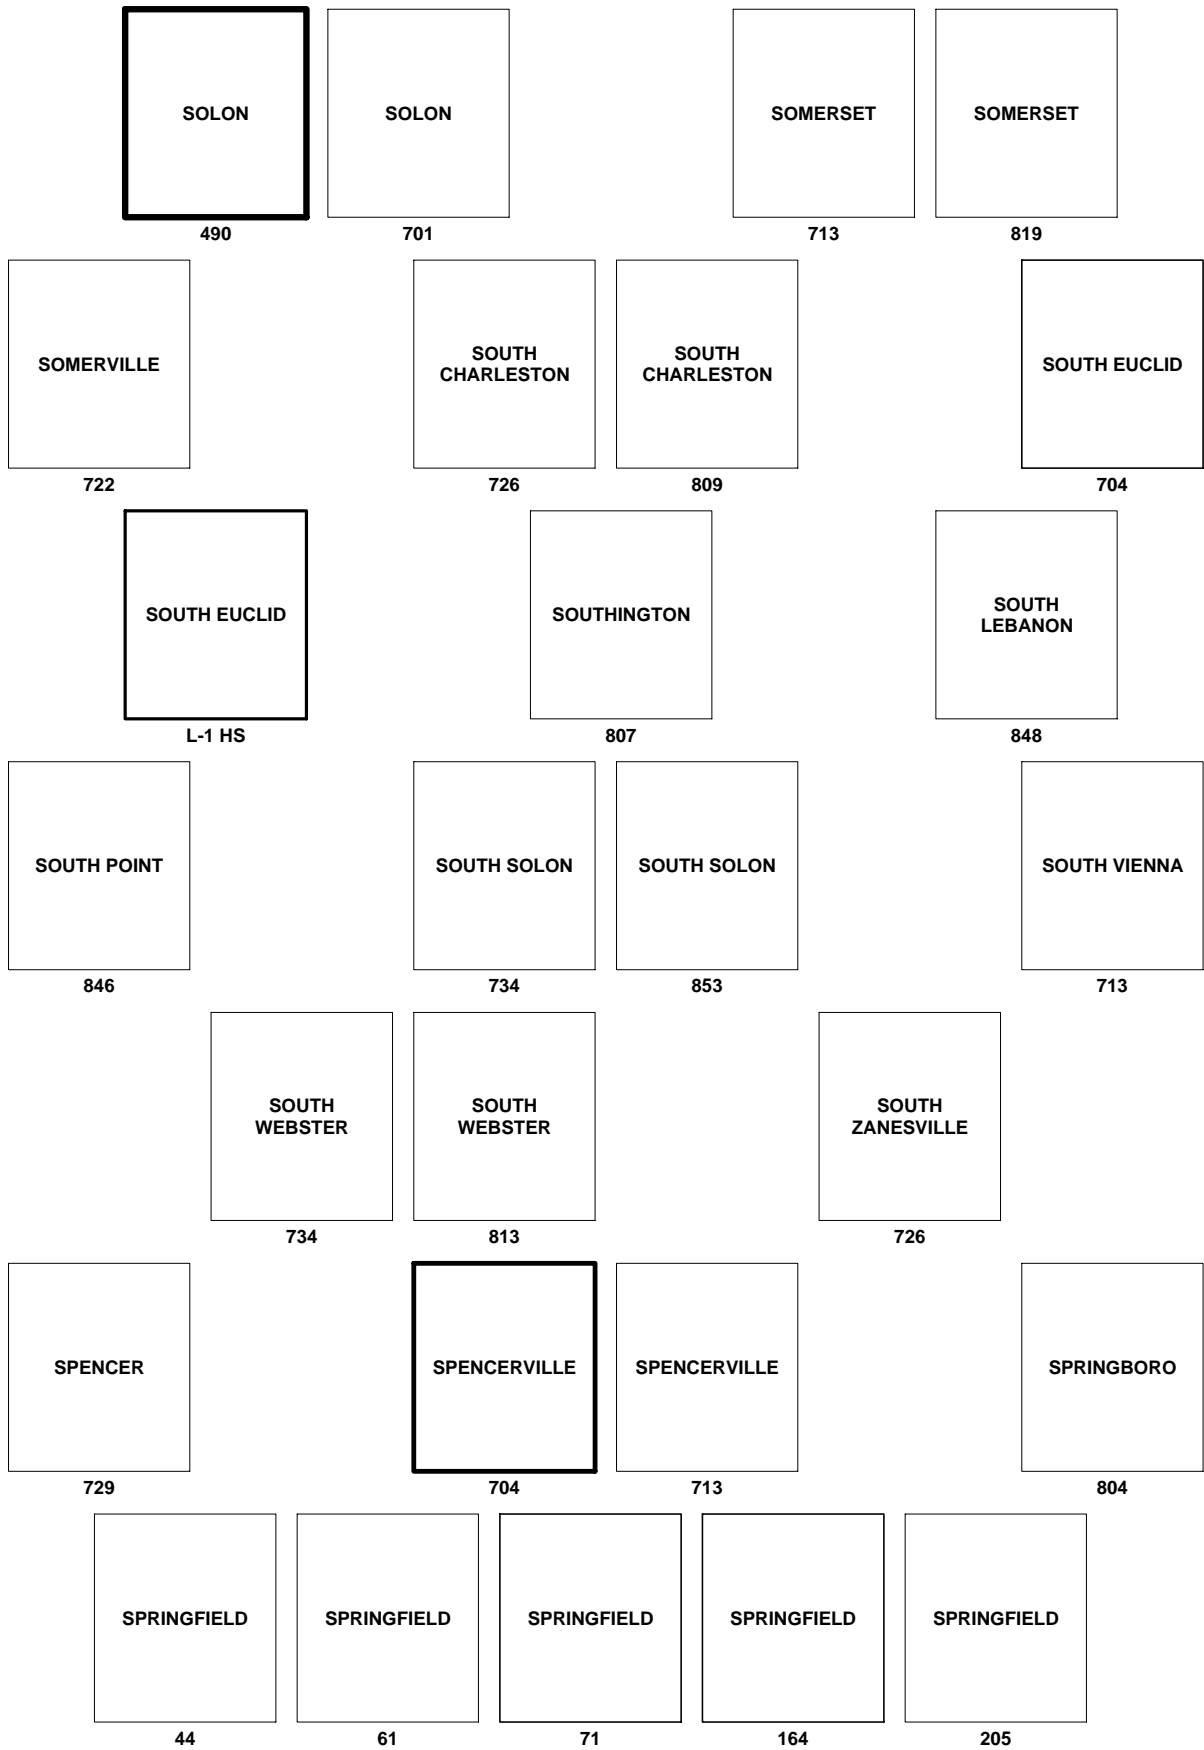 SOLON
SOLON
SOMERSET
SOMERSET
490
701
713
819
SOMERVILLE
SOUTH
CHARLESTON
SOUTH
CHARLESTON
SOUTH EUCLID
722
726
809
704
SOUTH EUCLID
SOUTHINGTON
SOUTH
LEBANON
L-1 HS
807
848
SOUTH POINT
SOUTH SOLON
SOUTH SOLON
SOUTH VIENNA
846
734
853
713
SOUTH
WEBSTER
SOUTH
WEBSTER
SOUTH
ZANESVILLE
734
813
726
SPENCER
SPENCERVILLE
SPENCERVILLE
SPRINGBORO
729
704
713
804
SPRINGFIELD
SPRINGFIELD
SPRINGFIELD
SPRINGFIELD
SPRINGFIELD
44
61
71
164
205